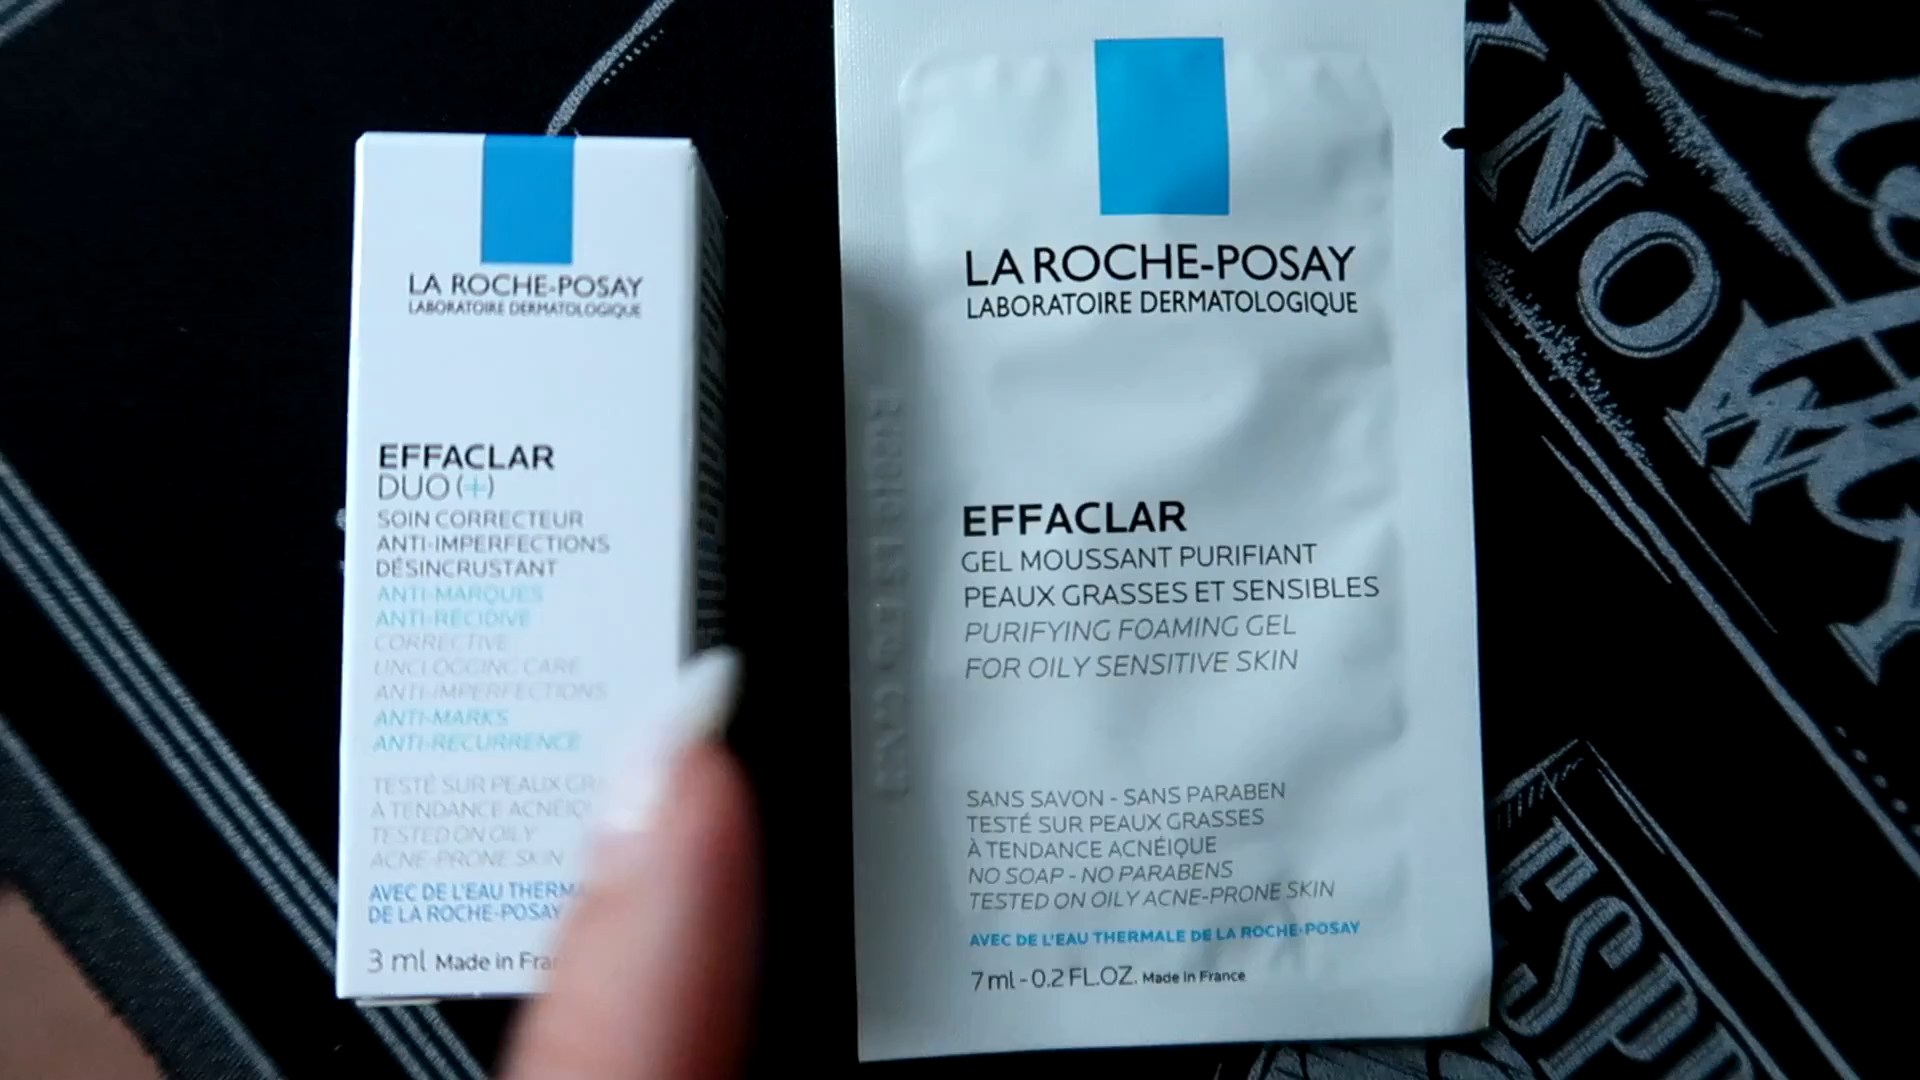 LA ROCHE-POSAY
LABORATOIRE DERMATOLOGIQUE
EFFACLAR
DUO (+)
SOIN CORRECTEUR
ANTI-IMPERFECTIONS
DÉSINCRUSTANT
ANTI-MARQUES
ANTI-RÉCIDIVE
CORRECTIVE
UNCLOGGING CARE
ANTI-IMPERFECTIONS
ANTI-MARKS
ANTI-RECURRENCE
TESTÉ SUR PEAUX
À TENDANCE
TESTED ON OILY
ACNE-PRONE SKIN
AVEC DE L'EAU
DE LA ROCHE-POSAY
3 ml Made in
LA ROCHE-POSAY
LABORATOIRE DERMATOLOGIQUE
EFFACLAR
GEL MOUSSANT PURIFIANT
PEAUX GRASSES ET SENSIBLES
PURIFYING FOAMING GEL
FOR OILY SENSITIVE SKIN
SANS SAVON - SANS PARABEN
TESTÉ SUR PEAUX GRASSES
À TENDANCE ACNÉIQUE
NO SOAP - NO PARABENS
TESTED ON OILY ACNE-PRONE SKIN
AVEC DE L'EAU THERMALE DE LA ROCHE-POSAY
7 ml - 0.2 FL.OZ. Made in France